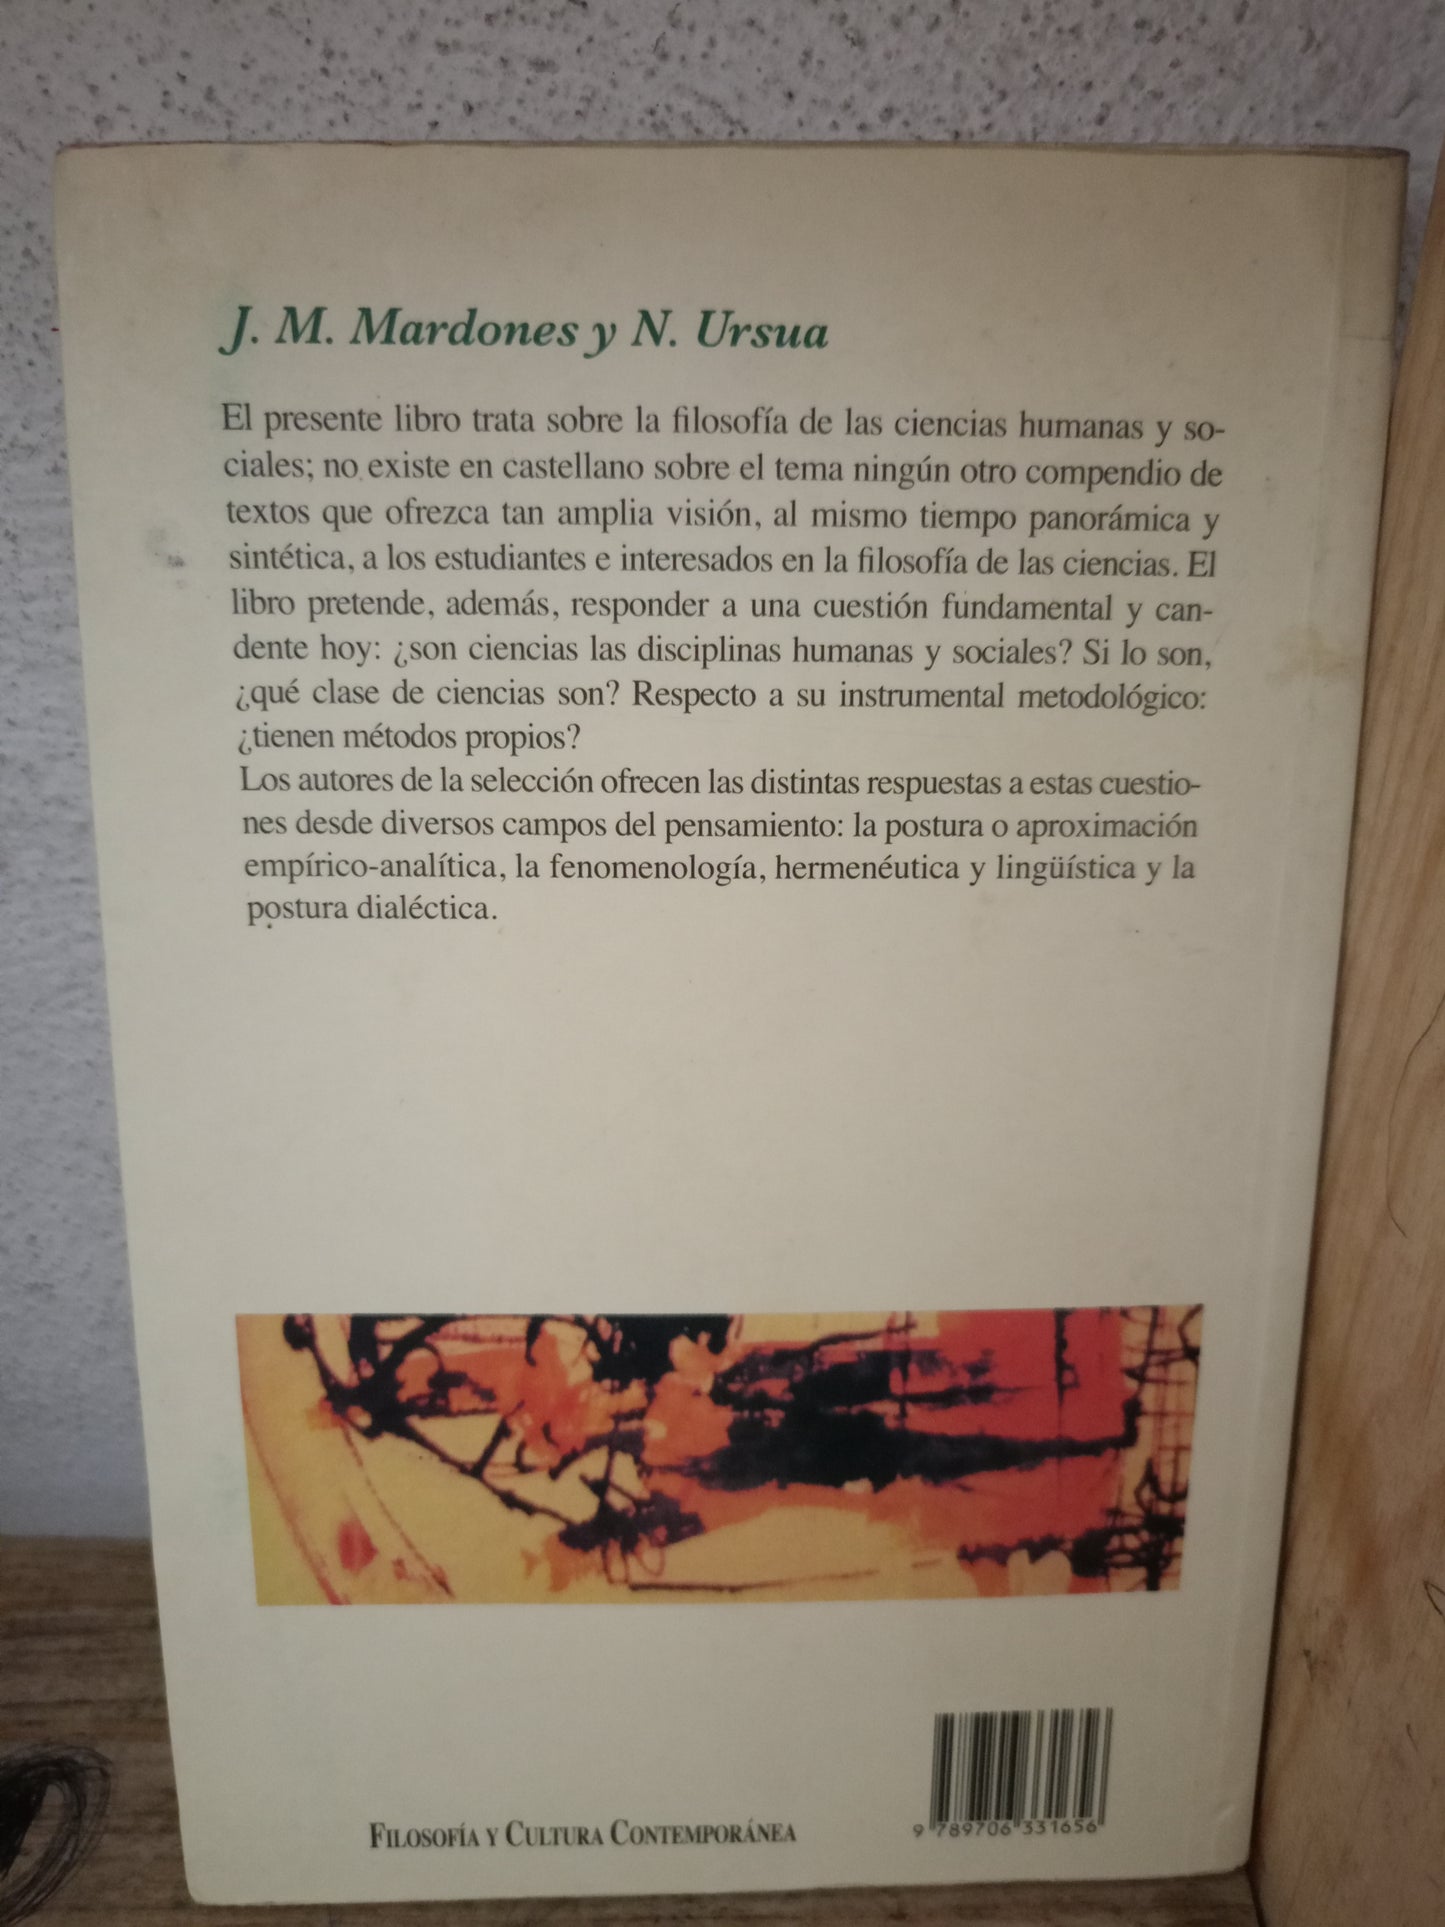 J. M. Mardones y N. Ursua
El presente libro trata sobre la filosofía de las ciencias humanas y so-
ciales; no existe en castellano sobre el tema ningún otro compendio de
textos que ofrezca tan amplia visión, al mismo tiempo panorámica y
sintética, a los estudiantes e interesados en la filosofía de las ciencias. El
libro pretende, además, responder a una cuestión fundamental y can-
dente hoy: ¿son ciencias las disciplinas humanas y sociales? Si lo son,
¿qué clase de ciencias son? Respecto a su instrumental metodológico:
¿tienen métodos propios?
Los autores de la selección ofrecen las distintas respuestas a estas cuestio-
nes desde diversos campos del pensamiento: la postura o aproximación
empírico-analítica, la fenomenología, hermenéutica y lingüística y la
postura dialéctica.
FILOSOFÍA Y CULTURA CONTEMPORÁNEA
9 789706 331656